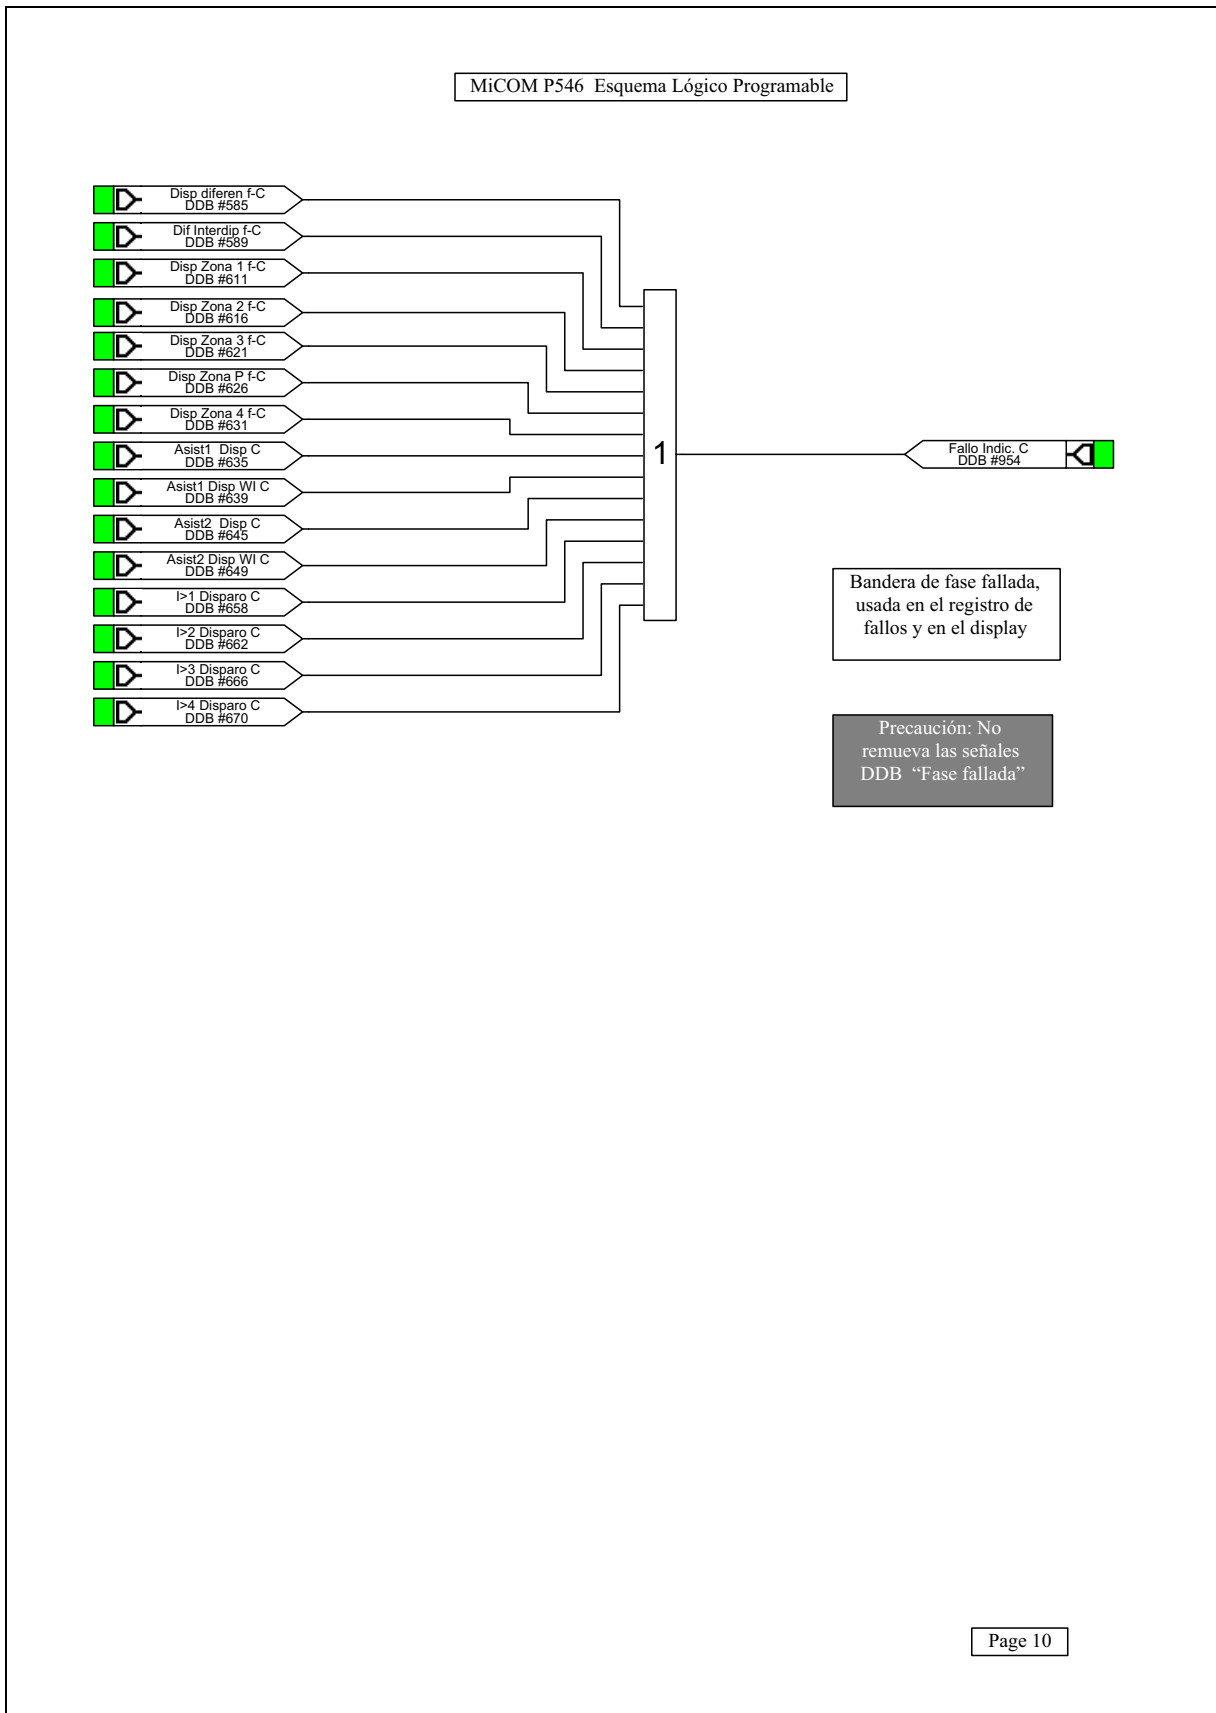 MiCOM P546  Esquema Lógico Programable
Disp diferen f-C
DDB #585
Dif Interdip f-C
DDB #589
Disp Zona 1 f-C
DDB #611
Disp Zona 2 f-C
DDB #616
Disp Zona 3 f-C
DDB #621
Disp Zona P f-C
DDB #626
Disp Zona 4 f-C
DDB #631
Asist1  Disp C
DDB #635
Asist1 Disp WI C
DDB #639
Asist2  Disp C
DDB #645
Asist2 Disp WI C
DDB #649
I>1 Disparo C
DDB #658
I>2 Disparo C
DDB #662
I>3 Disparo C
DDB #666
I>4 Disparo C
DDB #670
1
Fallo Indic. C
DDB #954
Bandera de fase fallada,
usada en el registro de
fallos y en el display
Precaución: No
remueva las señales
DDB  “Fase fallada”
Page 10